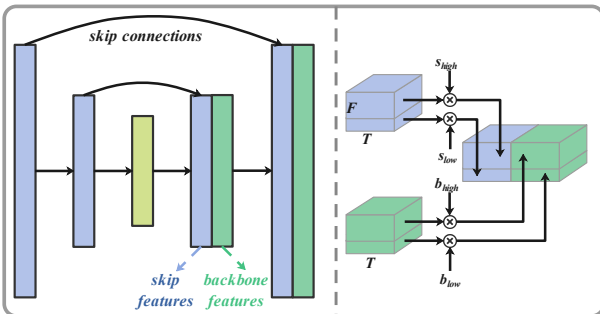 skip connections
skip
features
backbone
features
s_high
F
T
s_low
b_high
T
b_low